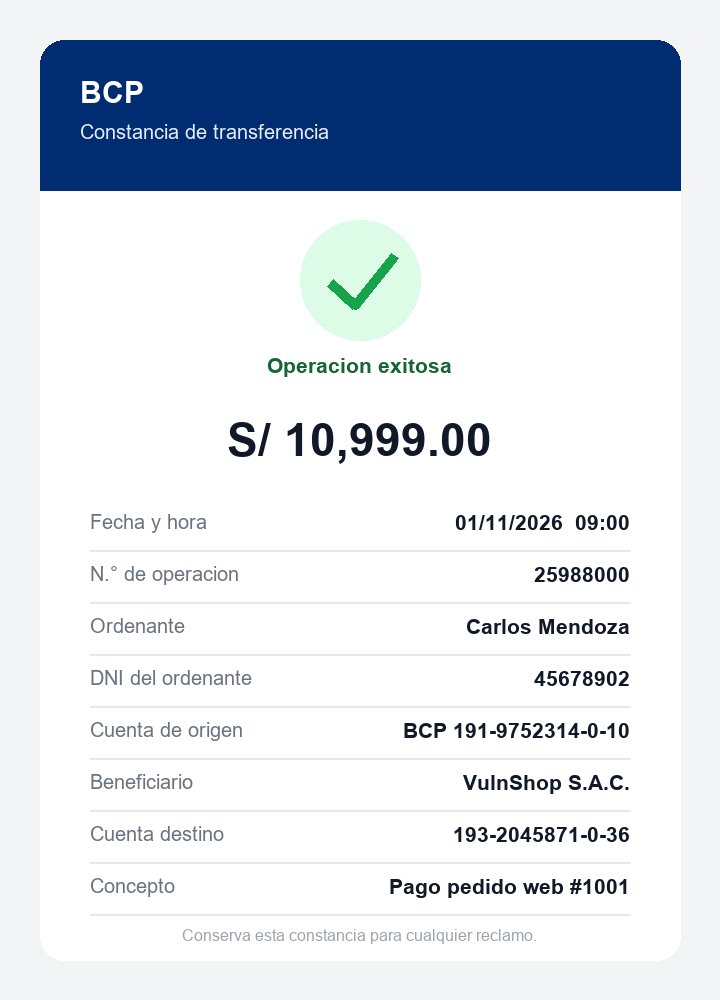 BCP
Constancia de transferencia
Operacion exitosa
S/ 10,999.00
Fecha y hora 01/11/2026 09:00
N.° de operacion 25988000
Ordenante Carlos Mendoza
DNI del ordenante 45678902
Cuenta de origen BCP 191-9752314-0-10
Beneficiario VulnShop S.A.C.
Cuenta destino 193-2045871-0-36
Concepto Pago pedido web #1001
Conserva esta constancia para cualquier reclamo.